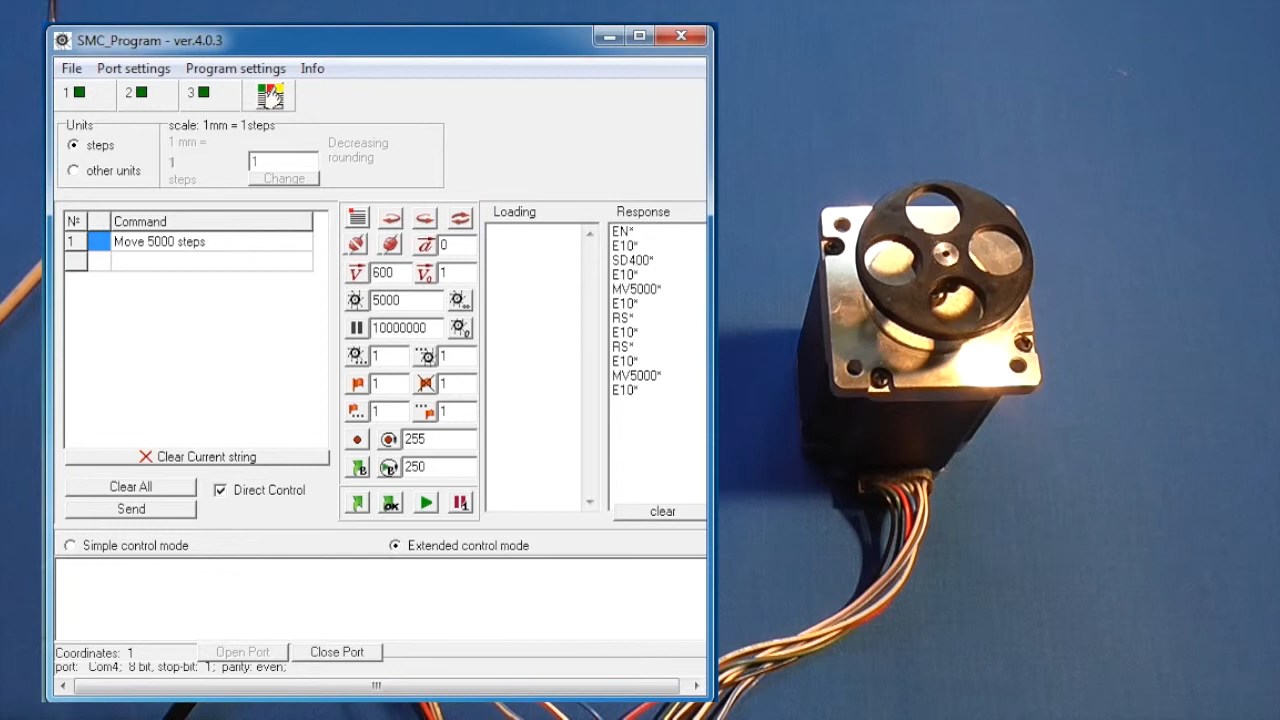 SMC_Program - ver.4.0.3
File Port settings Program settings Info
1 2 3
Units
steps
other units
scale: 1mm = 1steps
1 mm =
1
steps
1
Change
Decreasing
rounding
Nº Command
1 Move 5000 steps
Clear Current string
Clear All
Send
Direct Control
a 0
V 600 V0 1
5000
10000000
1 1
1 1
1 1
255
B 250
B
OK 1
Loading
Response
EN*
E10*
SD400*
E10*
MV5000*
E10*
RS*
E10*
RS*
E10*
MV5000*
E10*
clear
Simple control mode Extended control mode
Coordinates: 1 Open Port Close Port
port: Com4; 8 bit, stop-bit: 1; parity: even;